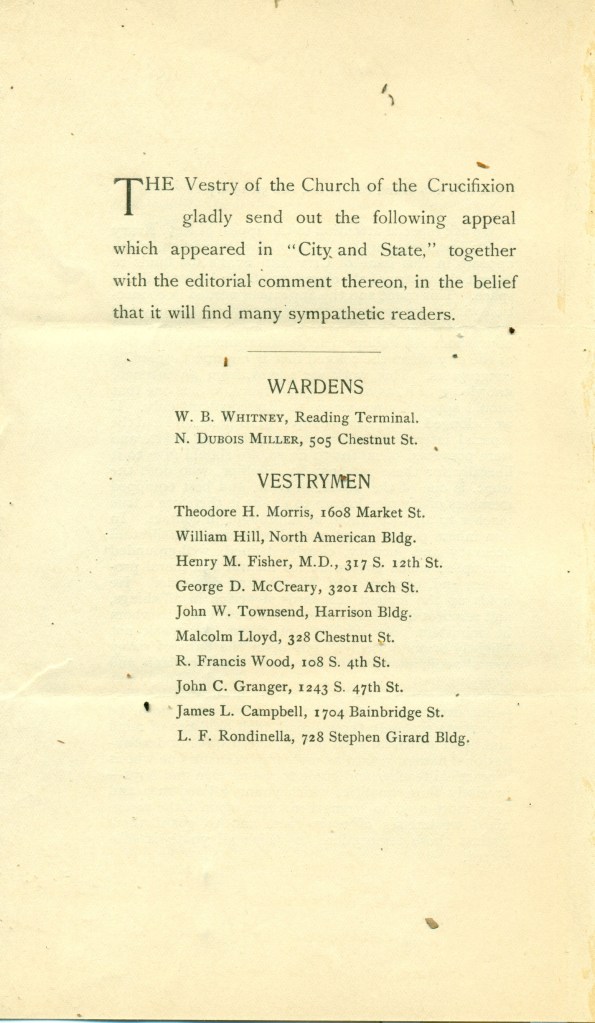 THE Vestry of the Church of the Crucifixion
gladly send out the following appeal
which appeared in "City and State," together
with the editorial comment thereon, in the belief
that it will find many sympathetic readers.
WARDENS
W. B. WHITNEY, Reading Terminal.
N. DUBOIS MILLER, 505 Chestnut St.
VESTRYMEN
Theodore H. Morris, 1608 Market St.
William Hill, North American Bldg.
Henry M. Fisher, M.D., 317 S. 12th St.
George D. McCreary, 3201 Arch St.
John W. Townsend, Harrison Bldg.
Malcolm Lloyd, 328 Chestnut St.
R. Francis Wood, 108 S. 4th St.
John C. Granger, 1243 S. 47th St.
James L. Campbell, 1704 Bainbridge St.
L. F. Rondinella, 728 Stephen Girard Bldg.